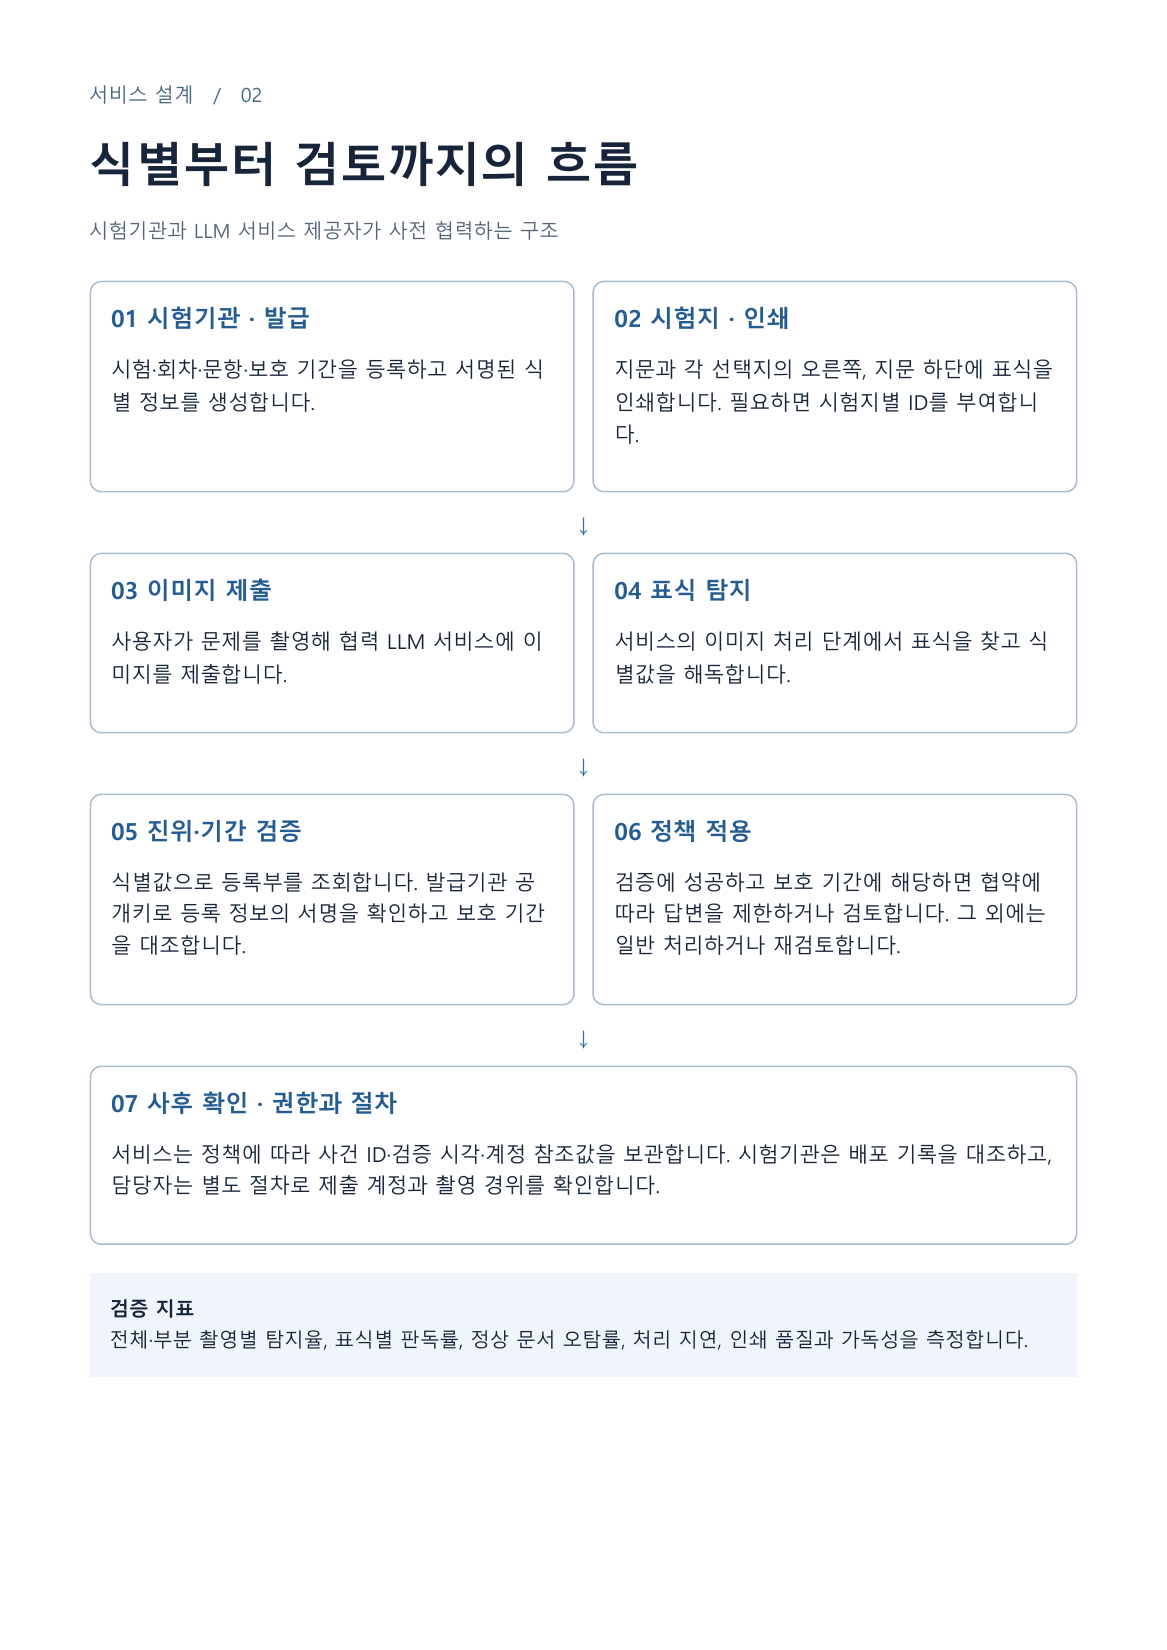 서비스 설계 / 02
식별부터 검토까지의 흐름
시험기관과 LLM 서비스 제공자가 사전 협력하는 구조
01 시험기관 · 발급
시험·회차·문항·보호 기간을 등록하고 서명된 식
별 정보를 생성합니다.
02 시험지 · 인쇄
지문과 각 선택지의 오른쪽, 지문 하단에 표식을
인쇄합니다. 필요하면 시험지별 ID를 부여합니
다.
↓
03 이미지 제출
사용자가 문제를 촬영해 협력 LLM 서비스에 이
미지를 제출합니다.
04 표식 탐지
서비스의 이미지 처리 단계에서 표식을 찾고 식
별값을 해독합니다.
↓
05 진위·기간 검증
식별값으로 등록부를 조회합니다. 발급기관 공
개키로 등록 정보의 서명을 확인하고 보호 기간
을 대조합니다.
06 정책 적용
검증에 성공하고 보호 기간에 해당하면 협약에
따라 답변을 제한하거나 검토합니다. 그 외에는
일반 처리하거나 재검토합니다.
↓
07 사후 확인 · 권한과 절차
서비스는 정책에 따라 사건 ID·검증 시각·계정 참조값을 보관합니다. 시험기관은 배포 기록을 대조하고,
담당자는 별도 절차로 제출 계정과 촬영 경위를 확인합니다.
검증 지표
전체·부분 촬영별 탐지율, 표식별 판독률, 정상 문서 오탐률, 처리 지연, 인쇄 품질과 가독성을 측정합니다.